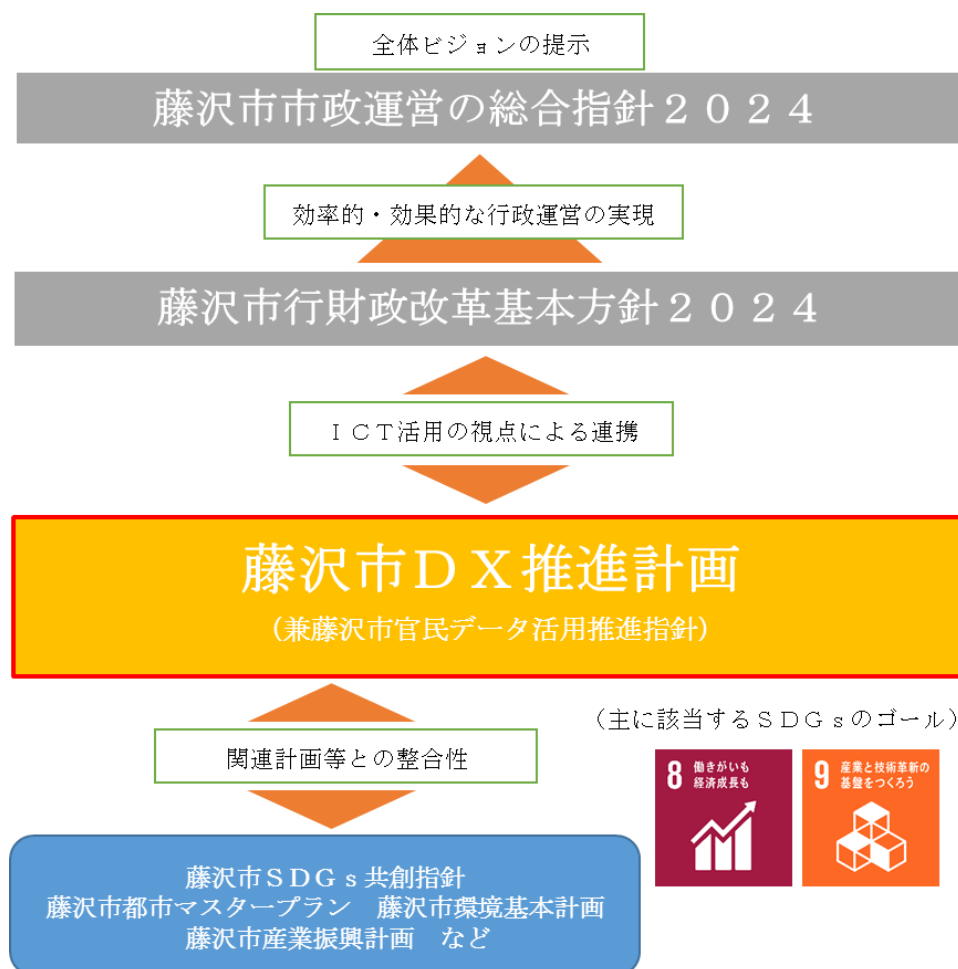 全体ビジョンの提示
藤沢市市政運営の総合指針２０２４
効率的・効果的な行政運営の実現
藤沢市行財政改革基本方針２０２４
ＩＣＴ活用の視点による連携
藤沢市ＤＸ推進計画
（兼藤沢市官民データ活用推進指針）
（主に該当するＳＤＧｓのゴール）
関連計画等との整合性
8 働きがいも
経済成長も
9 産業と技術革新の
基盤をつくろう
藤沢市ＳＤＧｓ共創指針
藤沢市都市マスタープラン　藤沢市環境基本計画
藤沢市産業振興計画　など